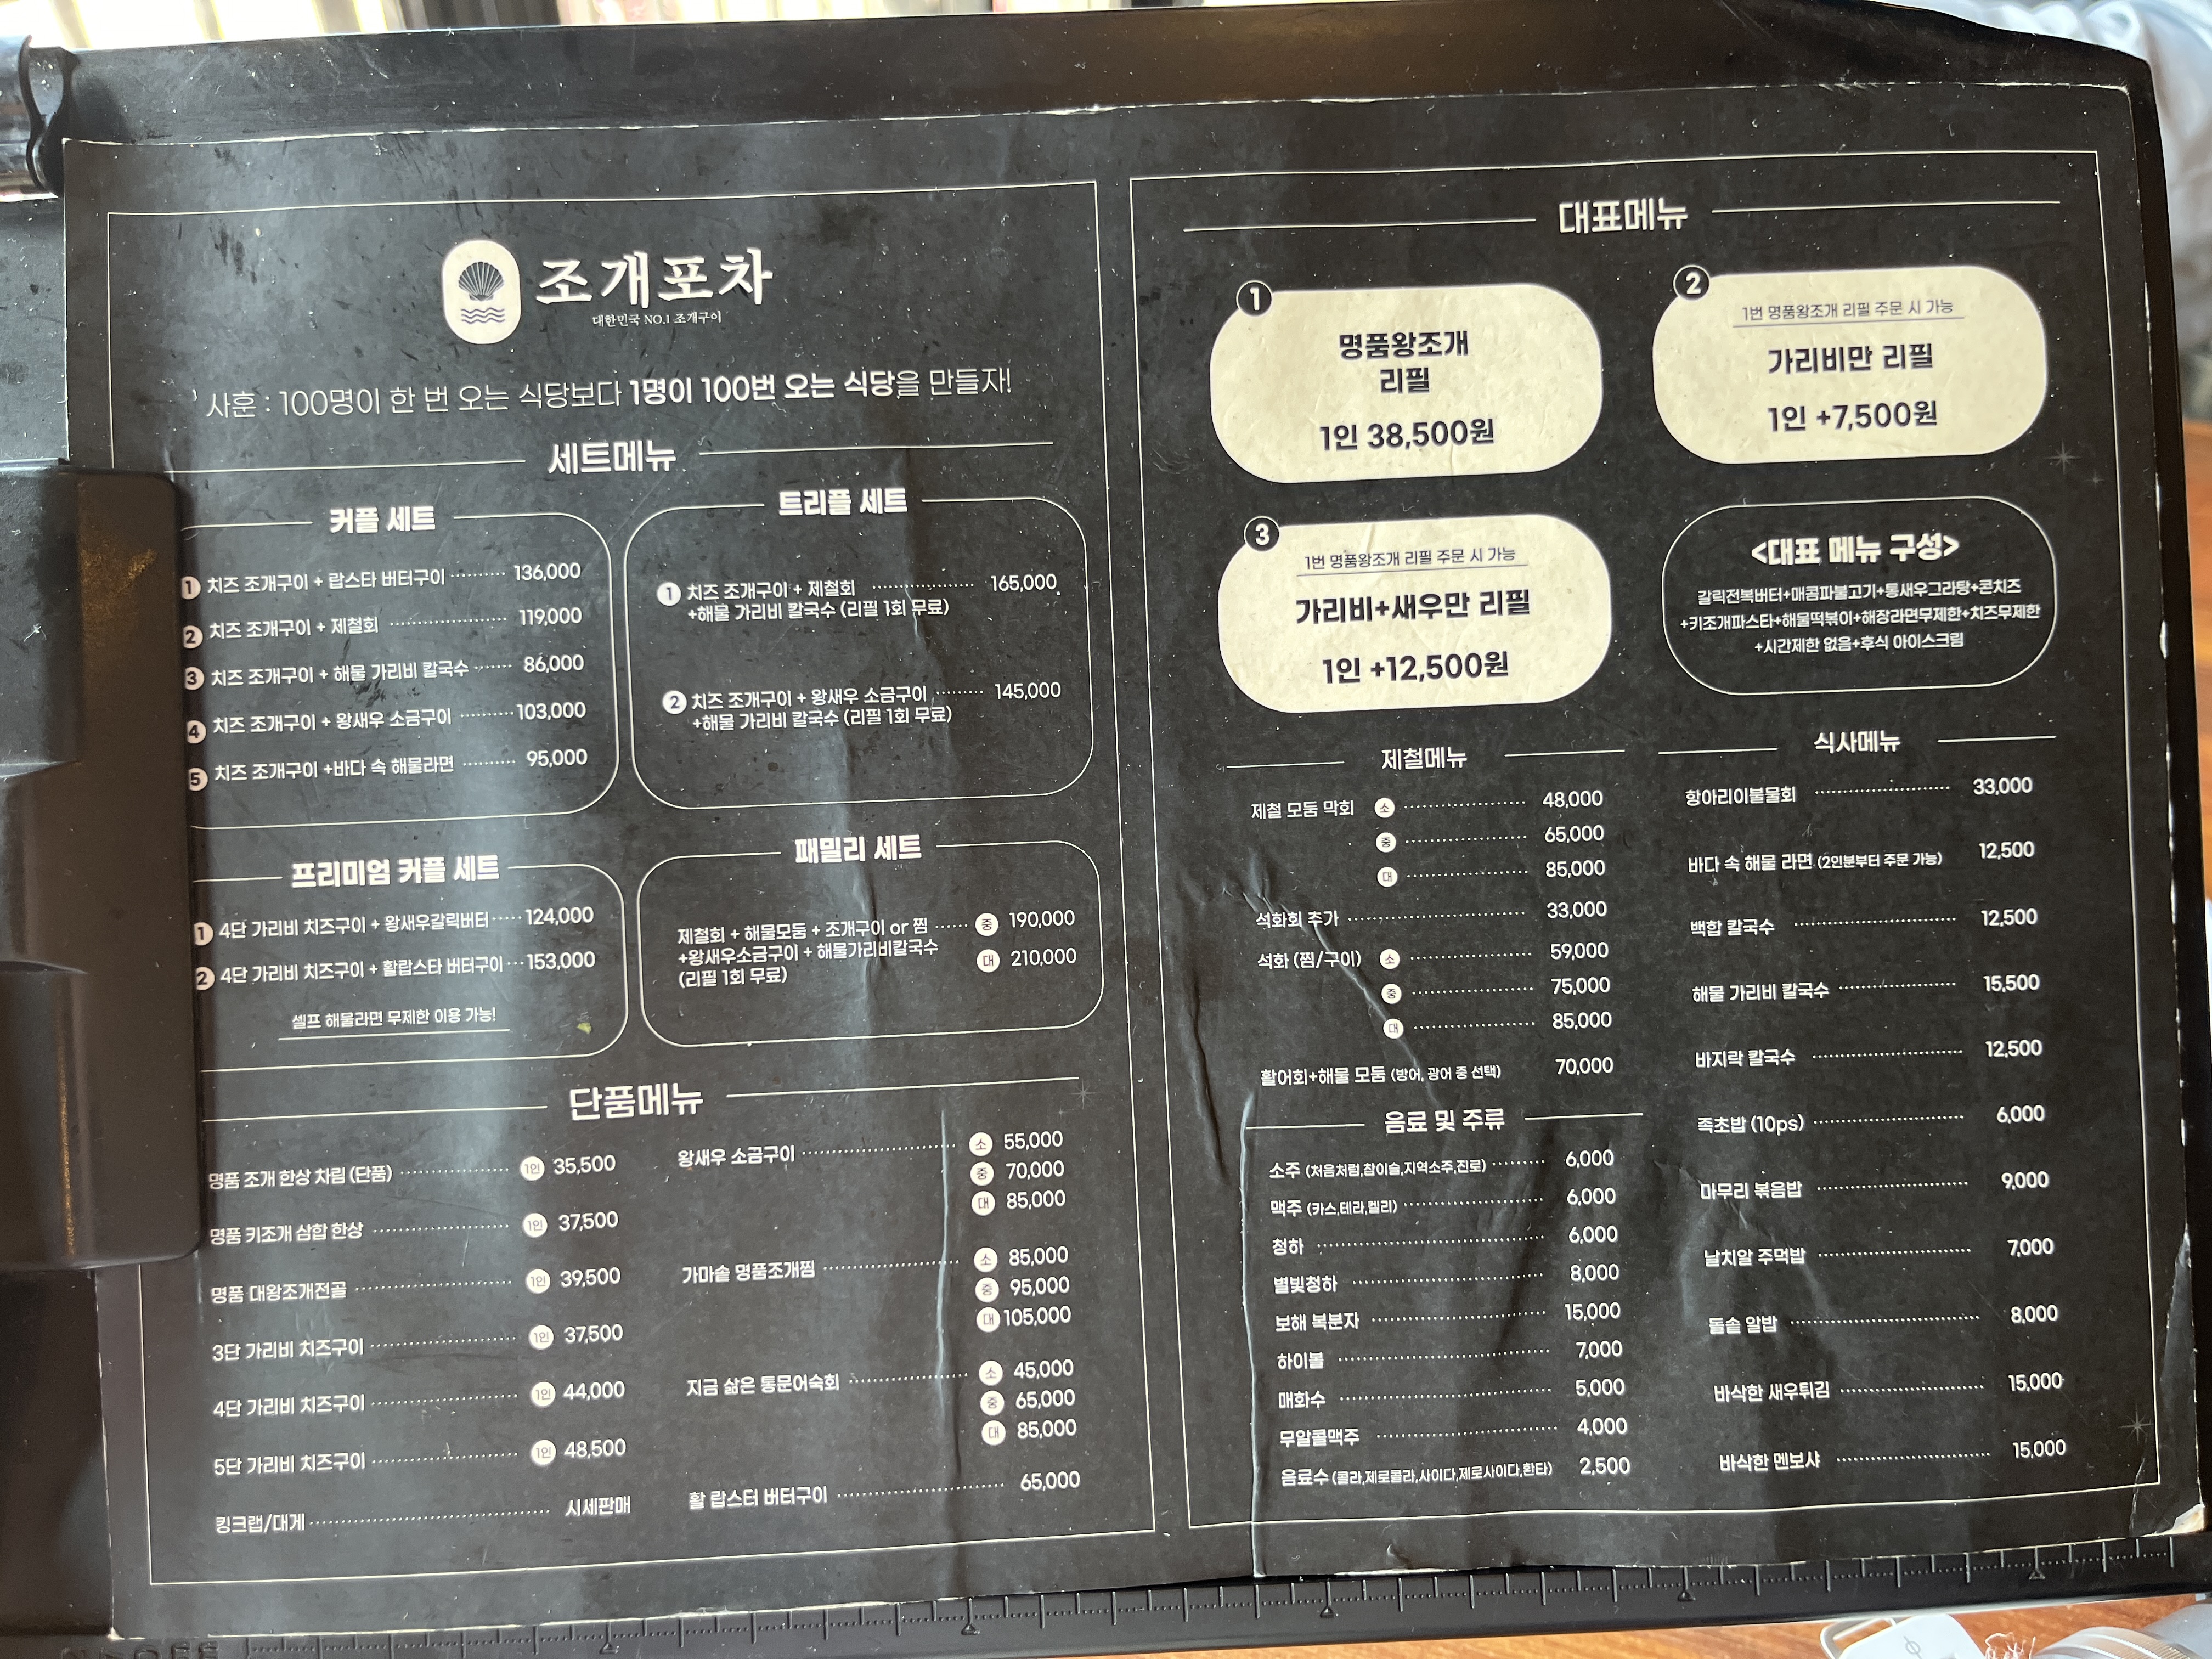 조개포차
대한민국 NO.1 조개구이
사훈 : 100명이 한 번 오는 식당보다 1명이 100번 오는 식당을 만들자!
세트메뉴
커플 세트
1 치즈 조개구이 + 랍스타 버터구이 136,000
2 치즈 조개구이 + 제철회 119,000
3 치즈 조개구이 + 해물 가리비 칼국수 86,000
4 치즈 조개구이 + 왕새우 소금구이 103,000
5 치즈 조개구이 +바다 속 해물라면 95,000
트리플 세트
1 치즈 조개구이 + 제철회 165,000
+해물 가리비 칼국수 (리필 1회 무료)
2 치즈 조개구이 + 왕새우 소금구이 145,000
+해물 가리비 칼국수 (리필 1회 무료)
프리미엄 커플 세트
1 4단 가리비 치즈구이 + 왕새우갈릭버터 124,000
2 4단 가리비 치즈구이 + 활랍스타 버터구이 153,000
셀프 해물라면 무제한 이용 가능!
패밀리 세트
제철회 + 해물모둠 + 조개구이 or 찜 중 190,000
+왕새우소금구이 + 해물가리비칼국수 대 210,000
(리필 1회 무료)
단품메뉴
명품 조개 한상 차림 (단품) 1인 35,500
명품 키조개 삼합 한상 1인 37,500
명품 대왕조개전골 1인 39,500
3단 가리비 치즈구이 1인 37,500
4단 가리비 치즈구이 1인 44,000
5단 가리비 치즈구이 1인 48,500
킹크랩/대게 시세판매
왕새우 소금구이 소 55,000
중 70,000
대 85,000
가마솥 명품조개찜 소 85,000
중 95,000
대 105,000
지금 삶은 통문어숙회 소 45,000
중 65,000
대 85,000
활 랍스터 버터구이 65,000
대표메뉴
1
명품왕조개
리필
1인 38,500원
2
1번 명품왕조개 리필 주문 시 가능
가리비만 리필
1인 +7,500원
3
1번 명품왕조개 리필 주문 시 가능
가리비+새우만 리필
1인 +12,500원
<대표 메뉴 구성>
갈릭전복버터+매콤파불고기+통새우그라탕+콘치즈
+키조개파스타+해물떡볶이+해장라면무제한+치즈무제한
+시간제한 없음+후식 아이스크림
제철메뉴
제철 모둠 막회 소 48,000
중 65,000
대 85,000
석화회 추가 33,000
석화 (찜/구이) 소 59,000
중 75,000
대 85,000
활어회+해물 모둠 (방어, 광어 중 선택) 70,000
음료 및 주류
소주 (처음처럼,참이슬,지역소주,진로) 6,000
맥주 (카스,테라,켈리) 6,000
청하 6,000
별빛청하 8,000
보해 복분자 15,000
하이볼 7,000
매화수 5,000
무알콜맥주 4,000
음료수 (콜라,제로콜라,사이다,제로사이다,환타) 2,500
식사메뉴
항아리이불물회 33,000
바다 속 해물 라면 (2인분부터 주문 가능) 12,500
백합 칼국수 12,500
해물 가리비 칼국수 15,500
바지락 칼국수 12,500
족초밥 (10ps) 6,000
마무리 볶음밥 9,000
날치알 주먹밥 7,000
돌솥 알밥 8,000
바삭한 새우튀김 15,000
바삭한 멘보샤 15,000